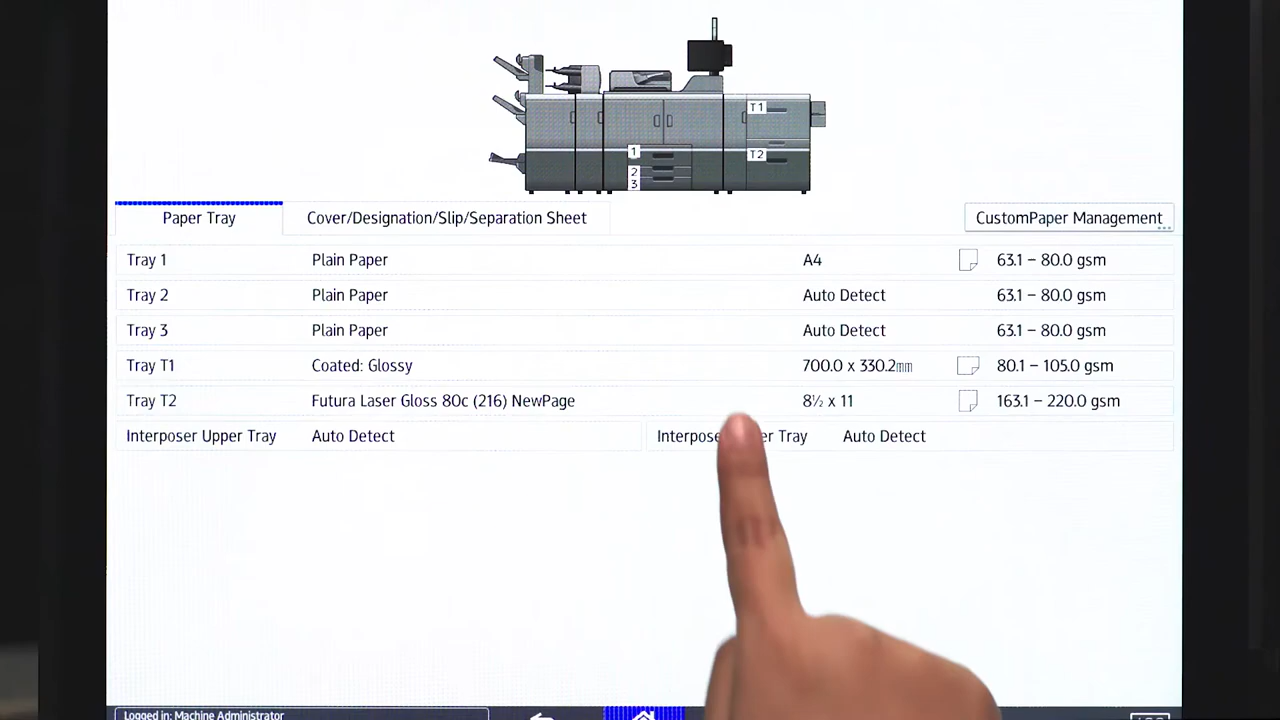 T1
1
T2
2
3
Paper Tray Cover/Designation/Slip/Separation Sheet CustomPaper Management
Tray 1 Plain Paper A4 63.1 – 80.0 gsm
Tray 2 Plain Paper Auto Detect 63.1 – 80.0 gsm
Tray 3 Plain Paper Auto Detect 63.1 – 80.0 gsm
Tray T1 Coated: Glossy 700.0 x 330.2mm 80.1 – 105.0 gsm
Tray T2 Futura Laser Gloss 80c (216) NewPage 8½ x 11 163.1 – 220.0 gsm
Interposer Upper Tray Auto Detect Tray Auto Detect
Logged in: Machine Administrator